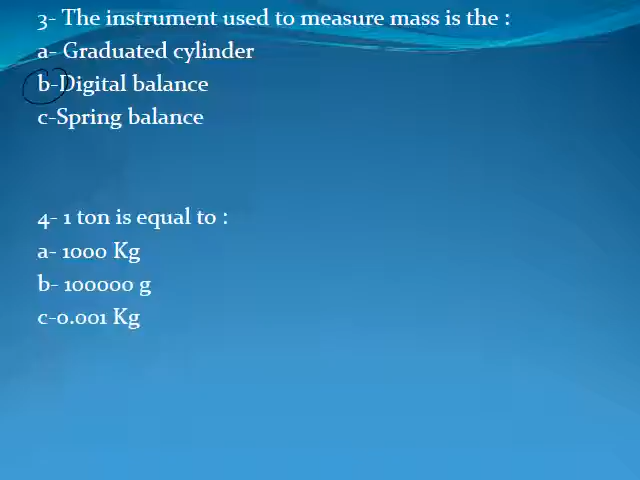 3- The instrument used to measure mass is the :
a- Graduated cylinder
b-Digital balance
c-Spring balance
4- 1 ton is equal to :
a- 1000 Kg
b- 100000 g
c-0.001 Kg